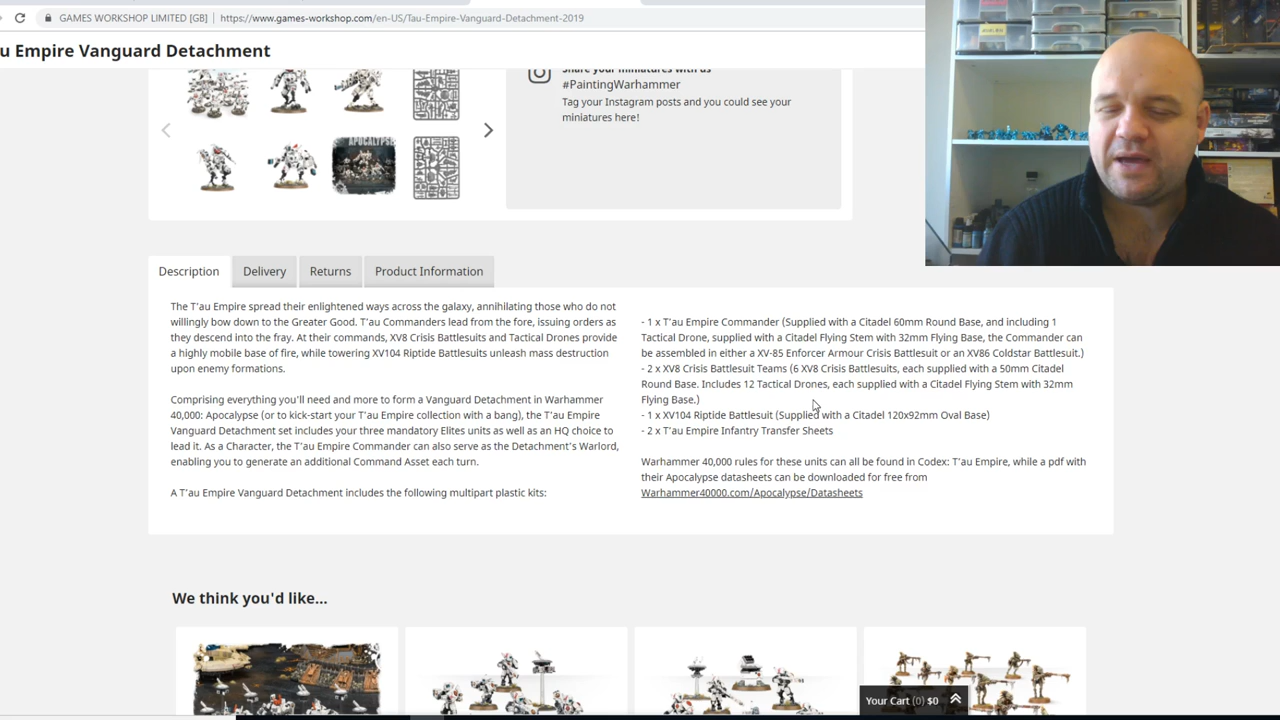 GAMES WORKSHOP LIMITED [GB] https://www.games-workshop.com/en-US/Tau-Empire-Vanguard-Detachment-2019
u Empire Vanguard Detachment
Share your miniatures with us
#PaintingWarhammer
Tag your Instagram posts and you could see your
miniatures here!
APOCALYPSE
Description
Delivery
Returns
Product Information
The T'au Empire spread their enlightened ways across the galaxy, annihilating those who do not
willingly bow down to the Greater Good. T'au Commanders lead from the fore, issuing orders as
they descend into the fray. At their commands, XV8 Crisis Battlesuits and Tactical Drones provide
a highly mobile base of fire, while towering XV104 Riptide Battlesuits unleash mass destruction
upon enemy formations.
Comprising everything you'll need and more to form a Vanguard Detachment in Warhammer
40,000: Apocalypse (or to kick-start your T'au Empire collection with a bang), the T'au Empire
Vanguard Detachment set includes your three mandatory Elites units as well as an HQ choice to
lead it. As a Character, the T'au Empire Commander can also serve as the Detachment's Warlord,
enabling you to generate an additional Command Asset each turn.
A T'au Empire Vanguard Detachment includes the following multipart plastic kits:
- 1 x T'au Empire Commander (Supplied with a Citadel 60mm Round Base, and including 1
Tactical Drone, supplied with a Citadel Flying Stem with 32mm Flying Base, the Commander can
be assembled in either a XV-85 Enforcer Armour Crisis Battlesuit or an XV86 Coldstar Battlesuit.)
- 2 x XV8 Crisis Battlesuit Teams (6 XV8 Crisis Battlesuits, each supplied with a 50mm Citadel
Round Base. Includes 12 Tactical Drones, each supplied with a Citadel Flying Stem with 32mm
Flying Base.)
- 1 x XV104 Riptide Battlesuit (Supplied with a Citadel 120x92mm Oval Base)
- 2 x T'au Empire Infantry Transfer Sheets
Warhammer 40,000 rules for these units can all be found in Codex: T'au Empire, while a pdf with
their Apocalypse datasheets can be downloaded for free from
Warhammer40000.com/Apocalypse/Datasheets
We think you'd like...
Your Cart (0) $0